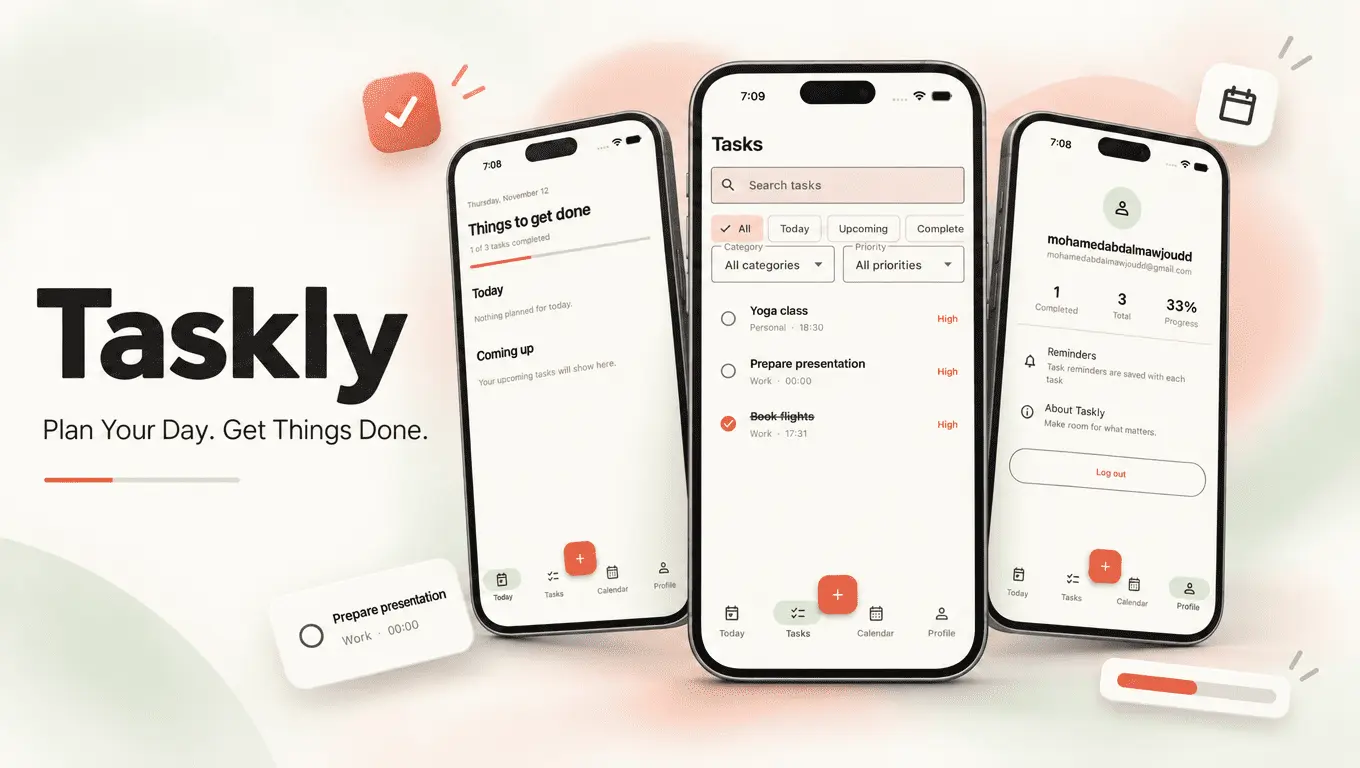 Taskly
Plan Your Day. Get Things Done.
Prepare presentation
Work · 00:00
7:08
Thursday, November 12
Things to get done
1 of 3 tasks completed
Today
Nothing planned for today.
Coming up
Your upcoming tasks will show here.
+
Today
Tasks
Calendar
Profile
7:09
Tasks
Search tasks
All
Today
Upcoming
Complete
Category
Priority
All categories
All priorities
Yoga class
Personal · 18:30
High
Prepare presentation
Work · 00:00
High
Book flights
Work · 17:31
High
+
Today
Tasks
Calendar
Profile
7:08
mohamedabdalmawjoudd
mohamedabdalmawjoudd@gmail.com
1
3
33%
Completed
Total
Progress
Reminders
Task reminders are saved with each
task
About Taskly
Make room for what matters.
Log out
+
Today
Tasks
Calendar
Profile